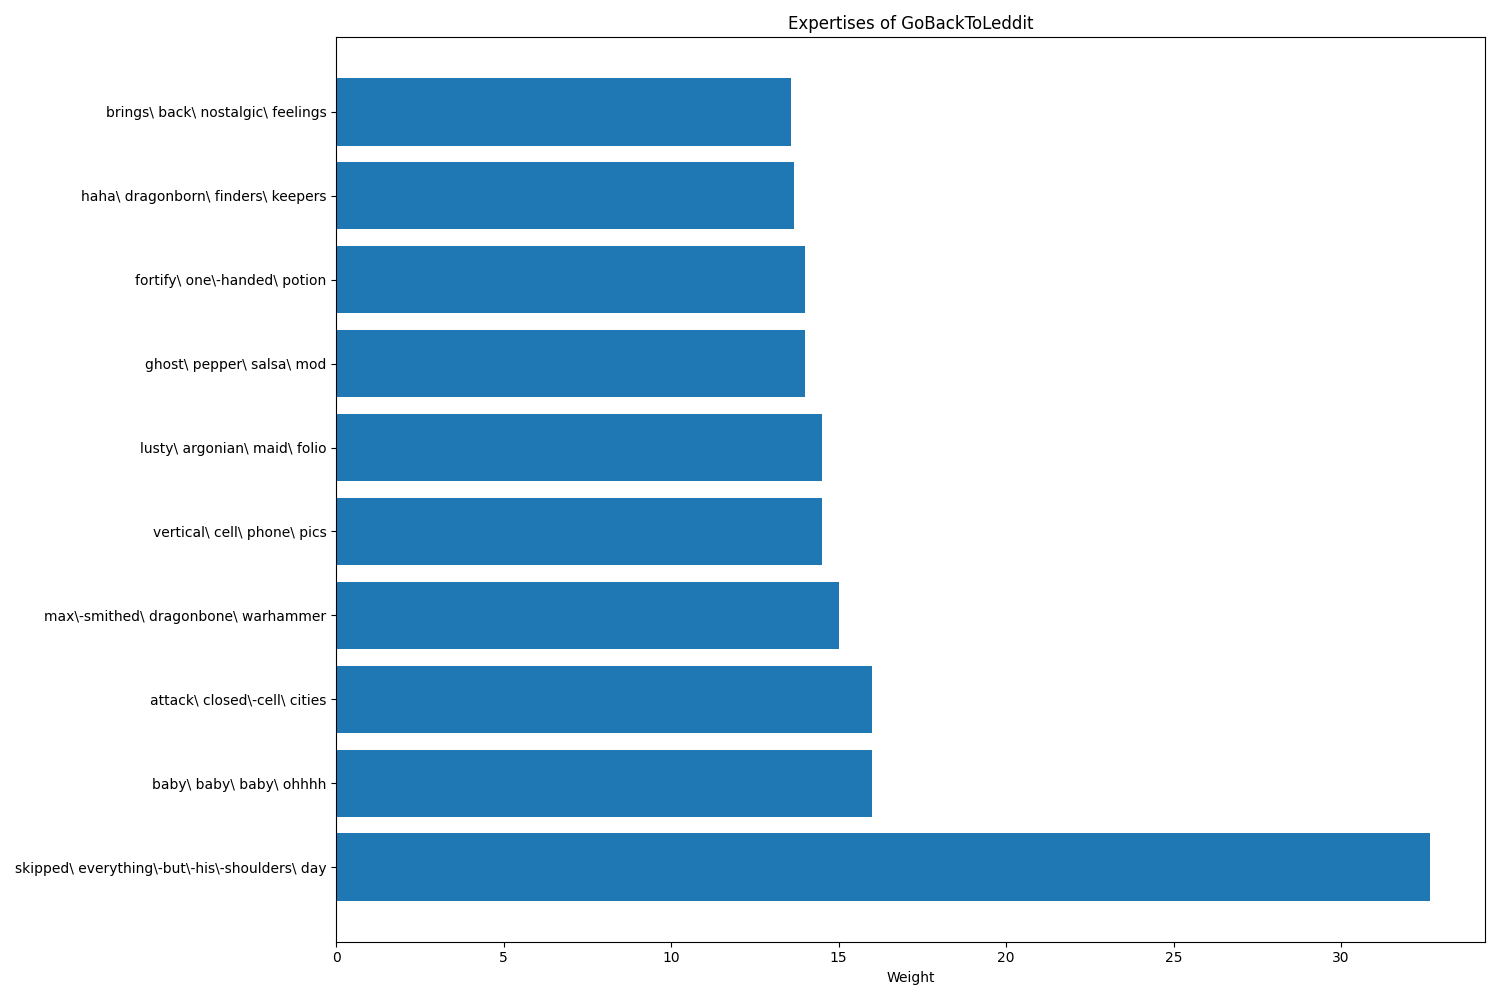 Expertises of GoBackToLeddit
brings\ back\ nostalgic\ feelings
haha\ dragonborn\ finders\ keepers
fortify\ one\-handed\ potion
ghost\ pepper\ salsa\ mod
lusty\ argonian\ maid\ folio
vertical\ cell\ phone\ pics
max\-smithed\ dragonbone\ warhammer
attack\ closed\-cell\ cities
baby\ baby\ baby\ ohhhh
skipped\ everything\-but\-his\-shoulders\ day
0 5 10 15 20 25 30
Weight